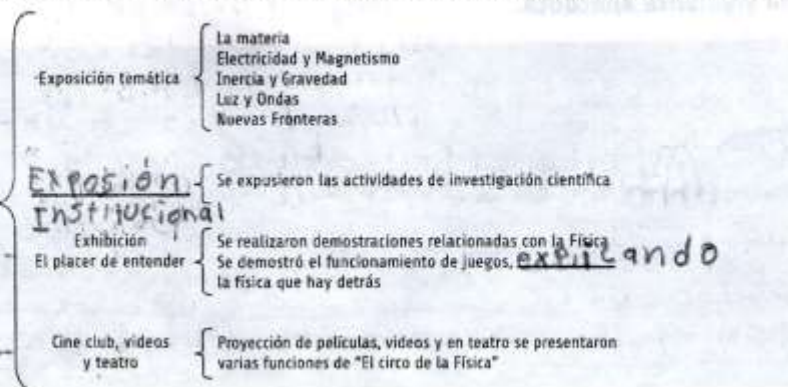 Exposición temática
La materia
Electricidad y Magnetismo
Inercia y Gravedad
Luz y Ondas
Nuevas Fronteras
Exposión
Institucional
Se expusieron las actividades de investigación científica
Exhibición
El placer de entender
Se realizaron demostraciones relacionadas con la Física
Se demostró el funcionamiento de juegos, explicando
la física que hay detrás
Cine club, videos
y teatro
Proyección de películas, videos y en teatro se presentaron
varias funciones de "El circo de la Física"